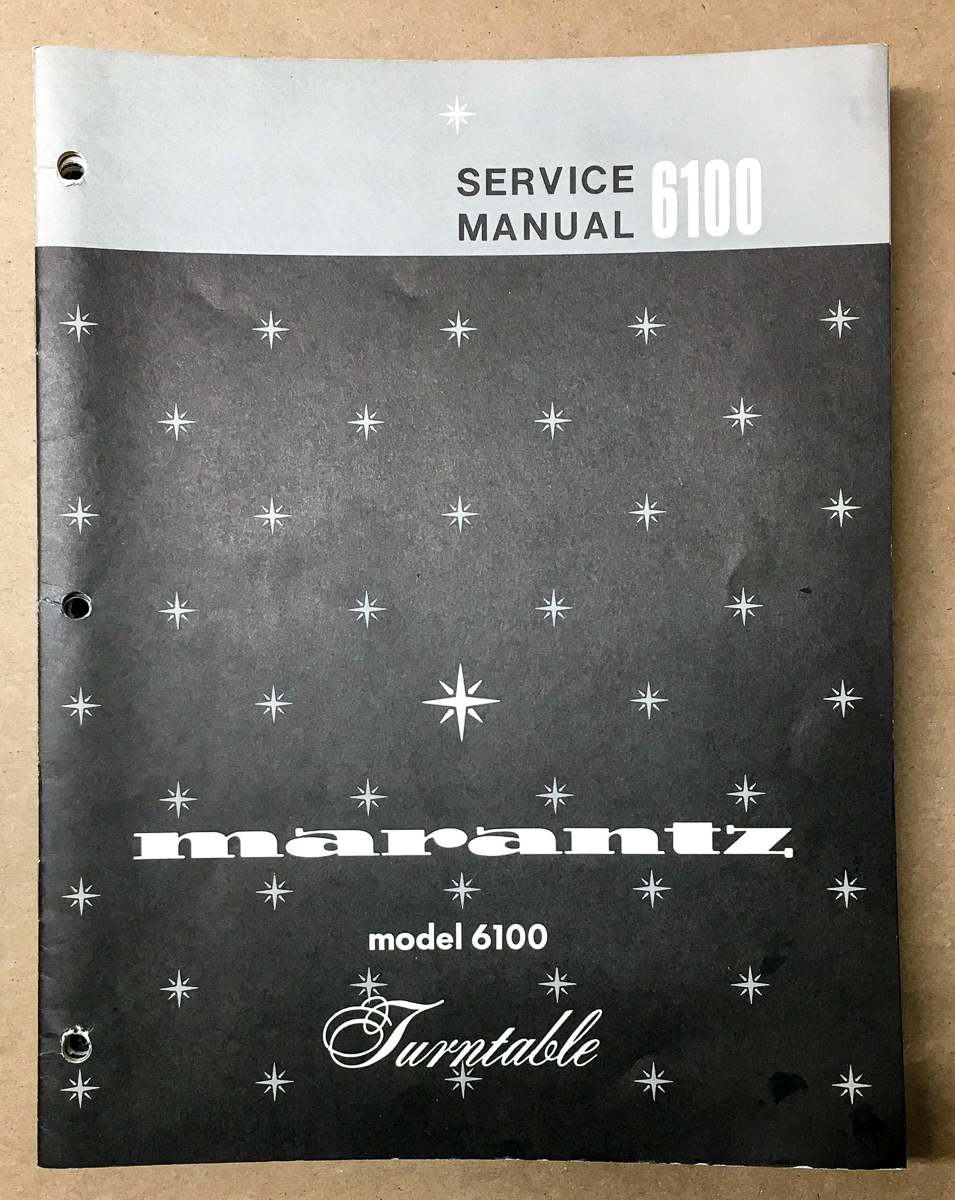 SERVICE
MANUAL 6100
marantz
model 6100
Turntable